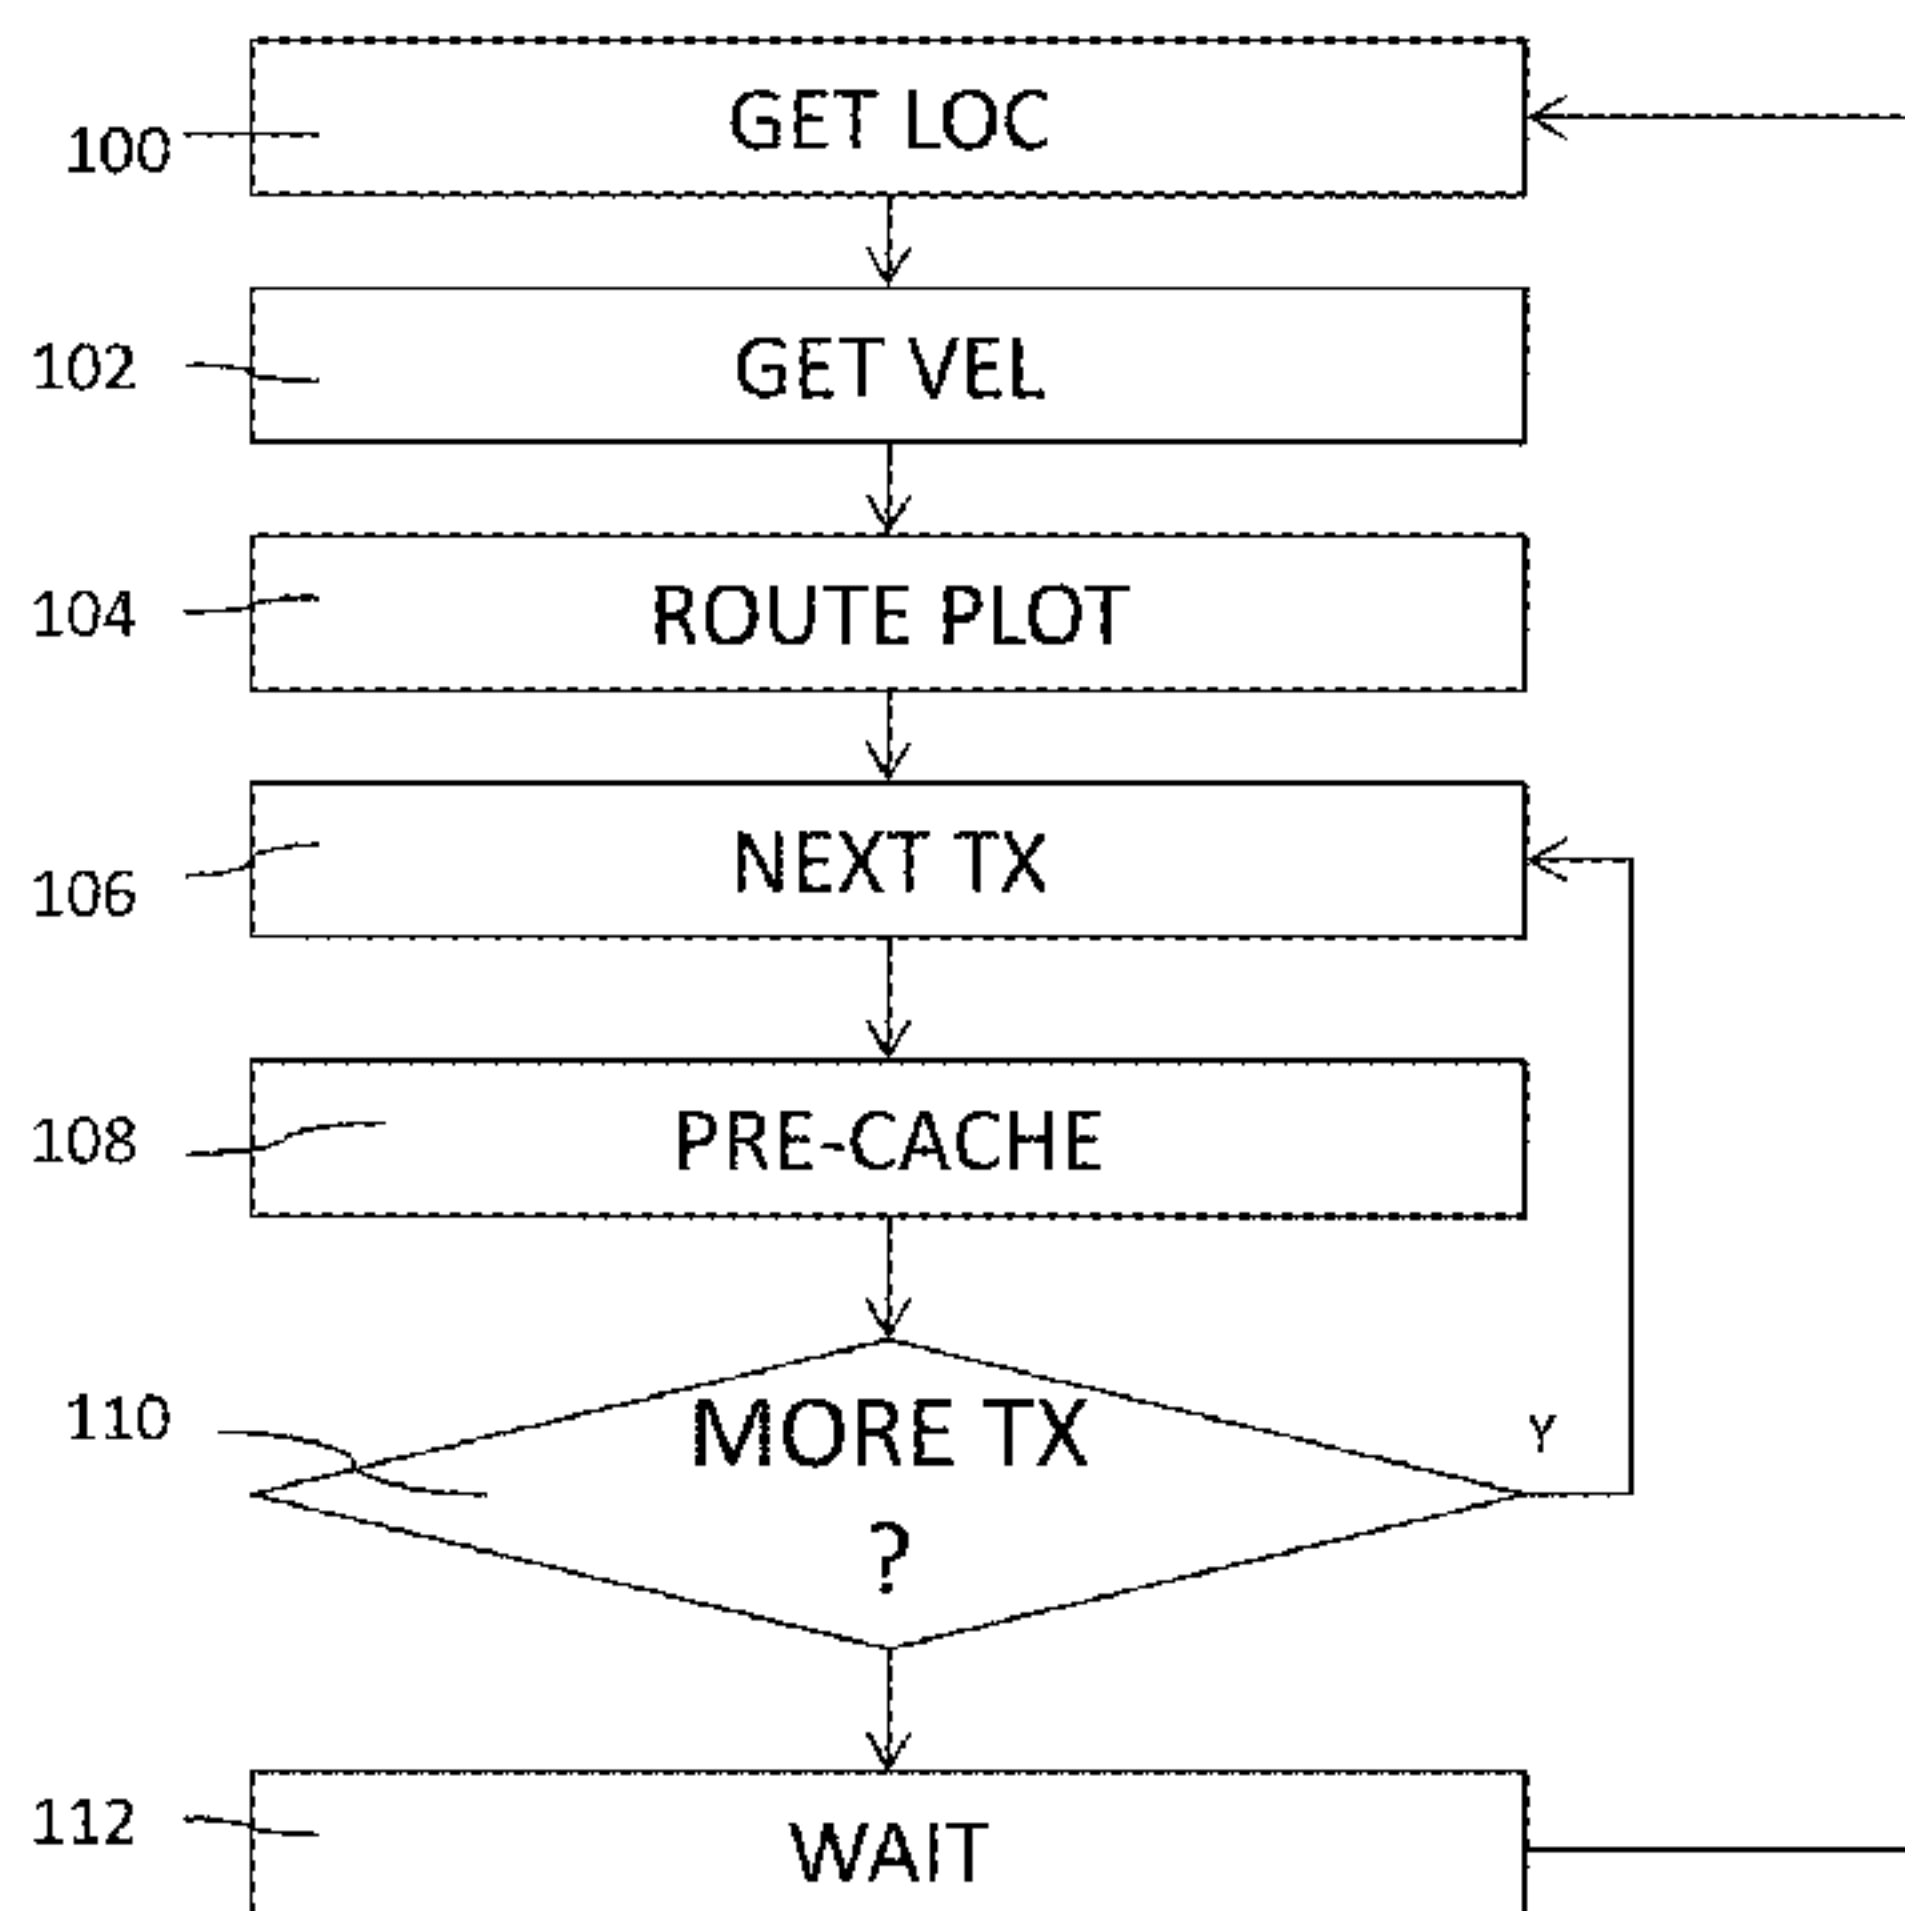 GET LOC
100
GET VEL
102
ROUTE PLOT
104
NEXT TX
106
PRE-CACHE
108
MORE TX
?
110
Y
WAIT
112